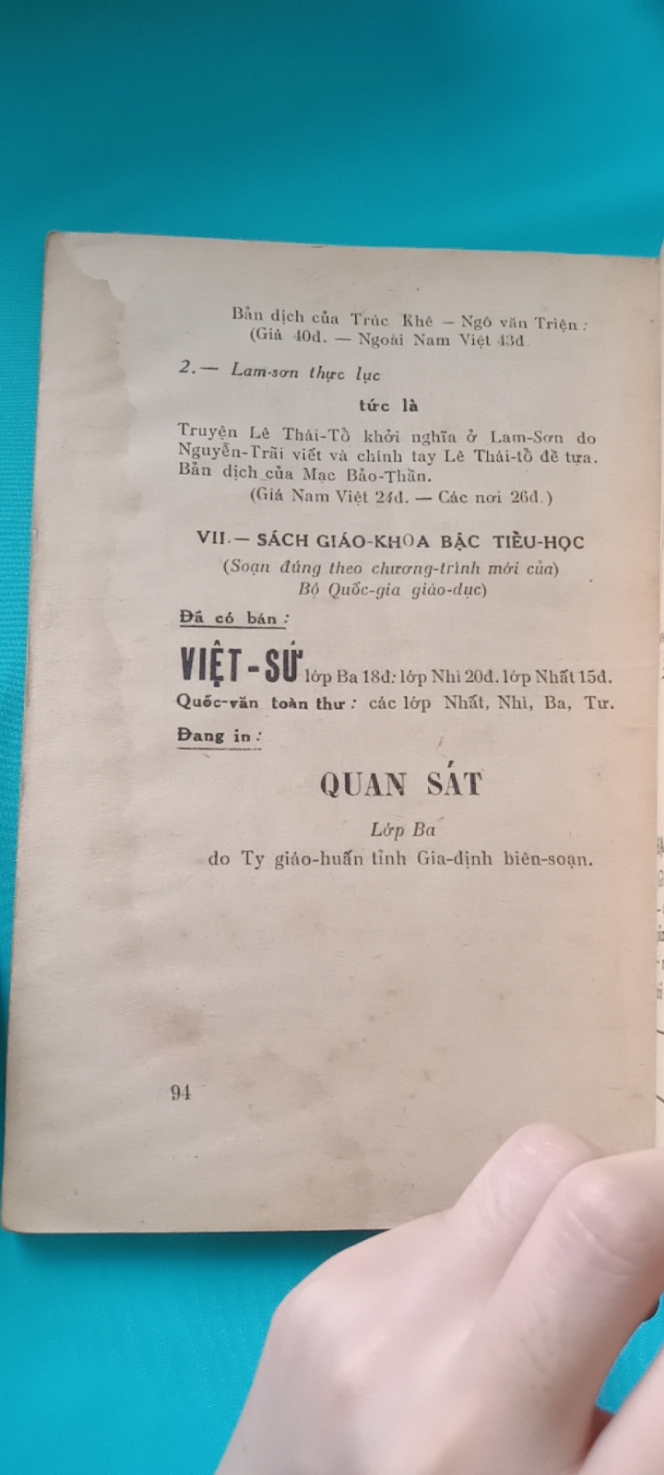 Bản dịch của Trúc Khê — Ngô văn Triện :
(Giá 40đ. — Ngoài Nam Việt 43đ.
2.— Lam-sơn thực lục
tức là
Truyện Lê Thái-Tổ khởi nghĩa ở Lam-Sơn do
Nguyễn-Trãi viết và chính tay Lê Thái-tổ đề tựa.
Bản dịch của Mạc Bảo-Thần.
(Giá Nam Việt 24đ. — Các nơi 26đ.)
VII.— SÁCH GIÁO-KHOA BẬC TIỂU-HỌC
(Soạn đúng theo chương-trình mới của)
Bộ Quốc-gia giáo-dục)
Đã có bán :
VIỆT-SỬ lớp Ba 18đ: lớp Nhì 20đ. lớp Nhất 15đ.
Quốc-văn toàn thư : các lớp Nhất, Nhì, Ba, Tư.
Đang in :
QUAN SÁT
Lớp Ba
do Ty giáo-huấn tỉnh Gia-định biên-soạn.
94